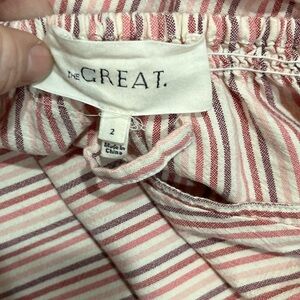 THE GREAT.
2
Made in
China